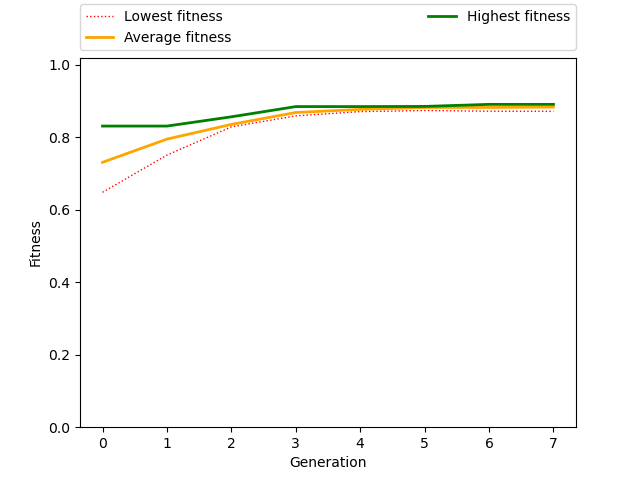 Lowest fitness
Average fitness
Highest fitness
1.0
0.8
0.6
0.4
0.2
0.0
Fitness
0 1 2 3 4 5 6 7
Generation